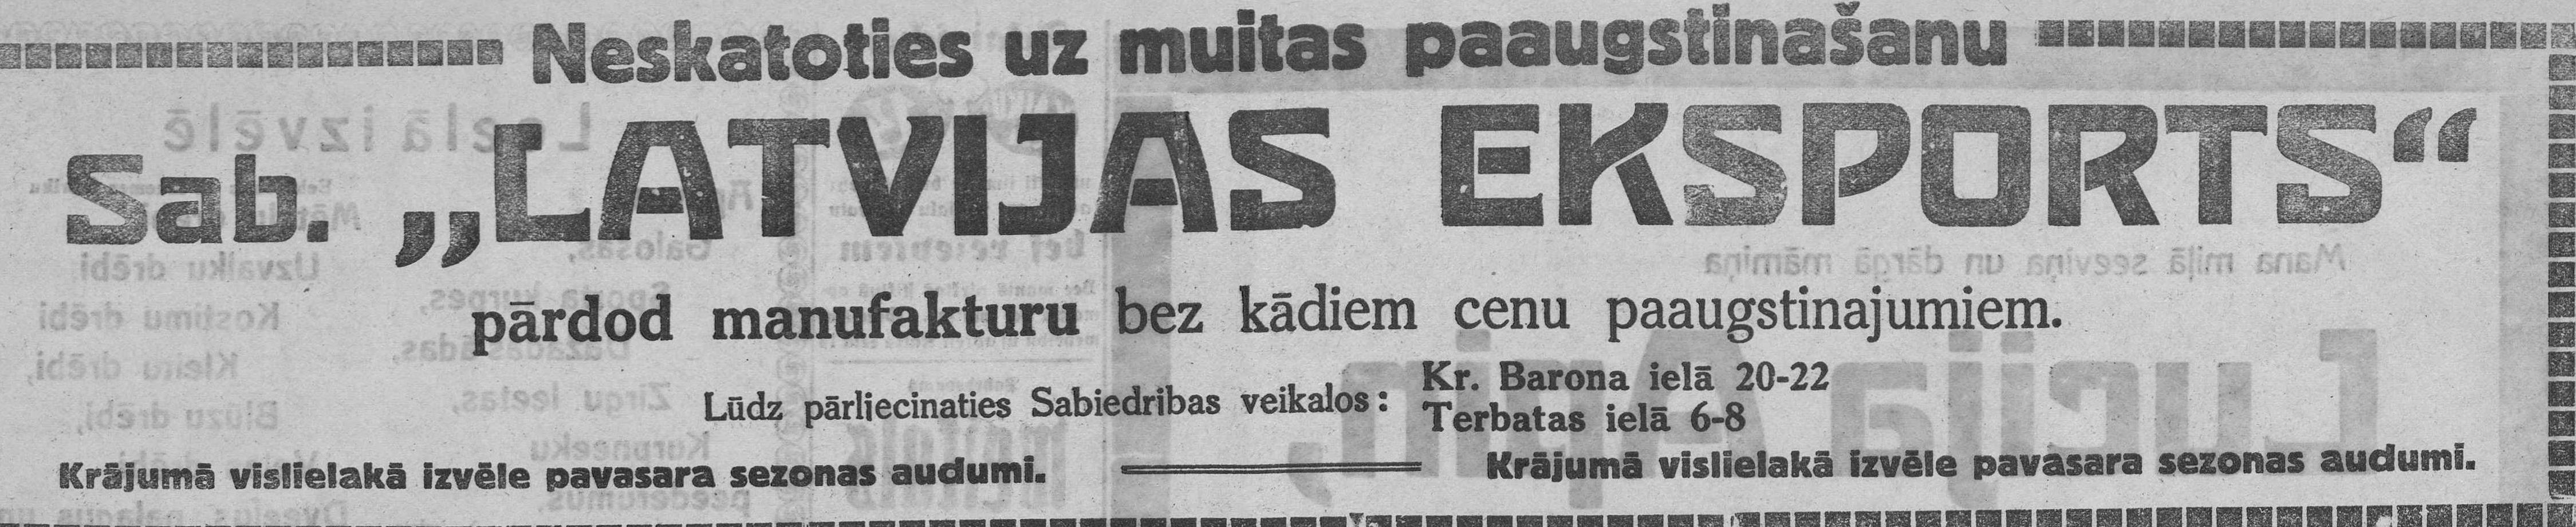 Neskatoties uz muitas paaugstinašanu
Sab. „LATVIJAS EKSPORTS“
pārdod manufakturu bez kādiem cenu paaugstinajumiem.
Lūdz pārliecinaties Sabiedribas veikalos:
Kr. Barona ielā 20-22
Terbatas ielā 6-8
Krājumā vislielakā izvēle pavasara sezonas audumi.
Krājumā vislielakā izvēle pavasara sezonas audumi.